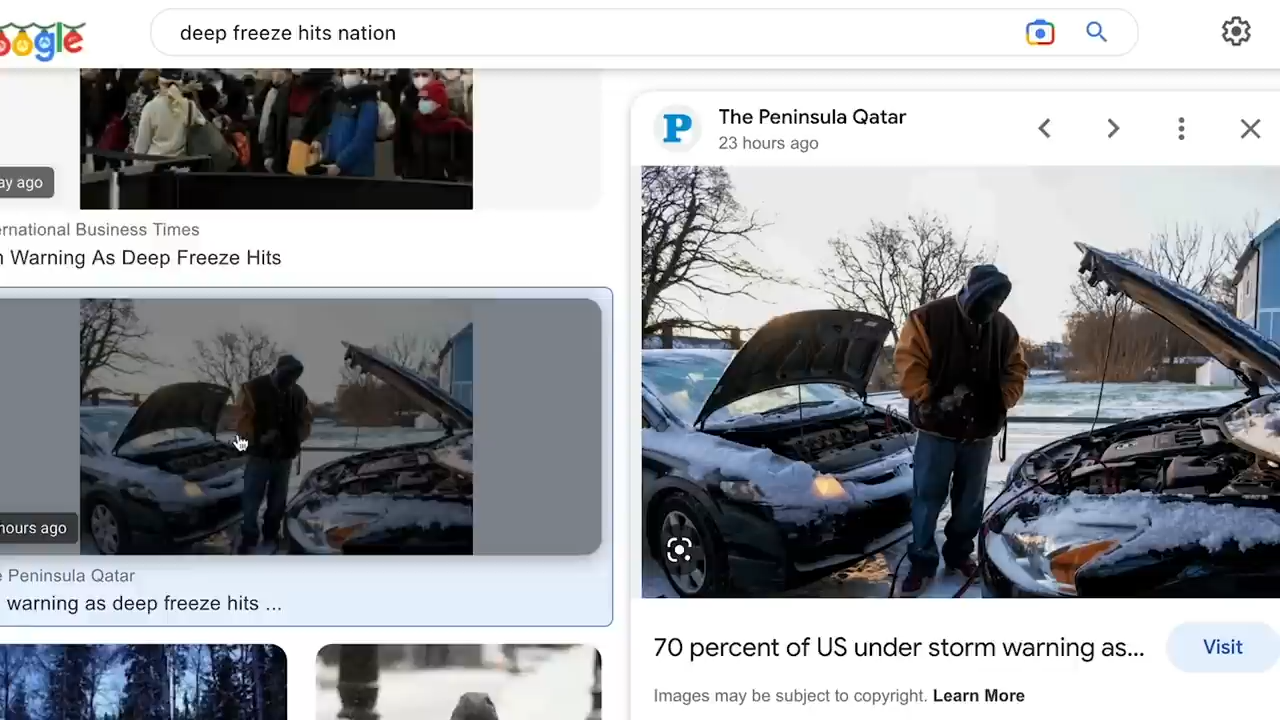 oogle
deep freeze hits nation
ay ago
ernational Business Times
n Warning As Deep Freeze Hits
hours ago
e Peninsula Qatar
warning as deep freeze hits ...
P
The Peninsula Qatar
23 hours ago
70 percent of US under storm warning as...
Visit
Images may be subject to copyright. Learn More